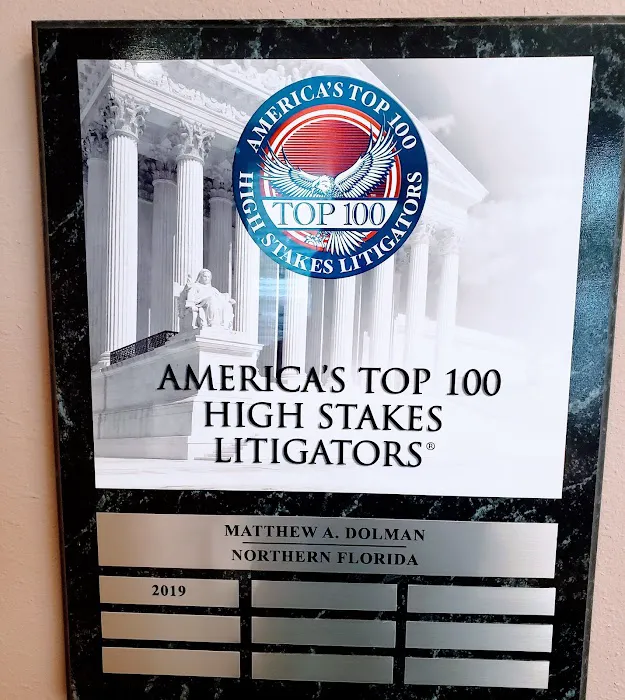 AMERICA'S TOP 100
TOP 100
HIGH STAKES LITIGATORS
AMERICA'S TOP 100
HIGH STAKES
LITIGATORS®
MATTHEW A. DOLMAN
NORTHERN FLORIDA
2019